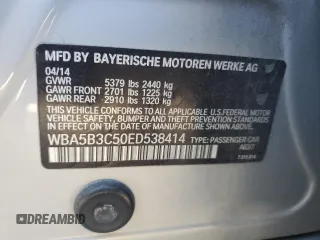 MFD BY BAYERISCHE MOTOREN WERKE AG
04/14
GVWR 5379 lbs 2440 kg
GAWR FRONT 2701 lbs 1225 kg
GAWR REAR 2910 lbs 1320 kg
THIS VEHICLE CONFORMS TO ALL APPLICABLE
U.S.FEDERAL MOTOR VEHICLE SAFETY, BUMPER,
AND THEFT PREVENTION STANDARDS IN EFFECT
ON THE DATE OF MANUFACTURE SHOWN ABOVE.
WBA5B3C50ED538414 TYPE: PASSENGER CAR
DREAMBID